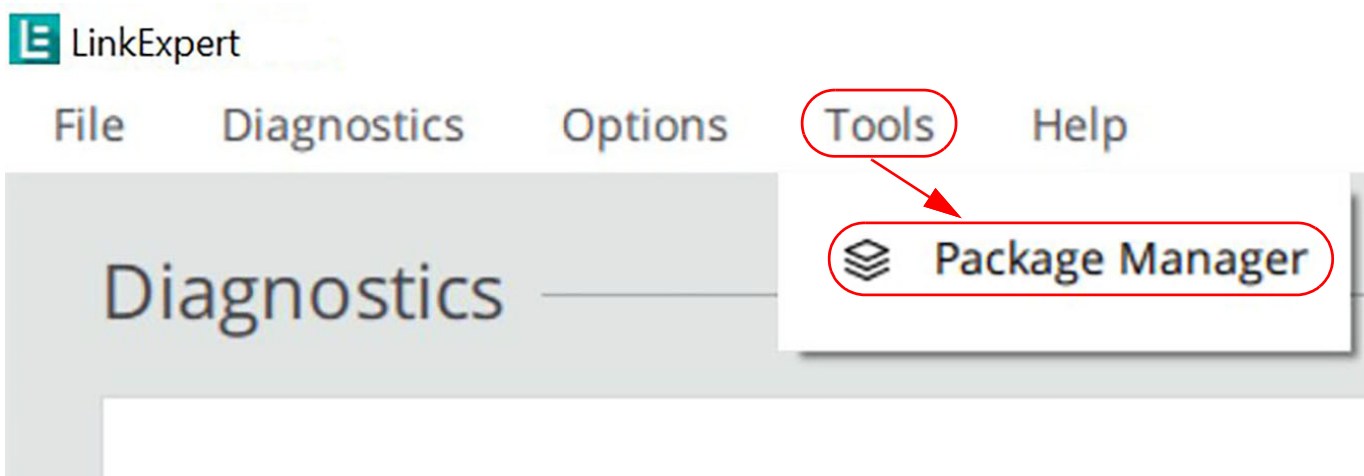 LinkExpert
File Diagnostics Options Tools Help
Package Manager
Diagnostics